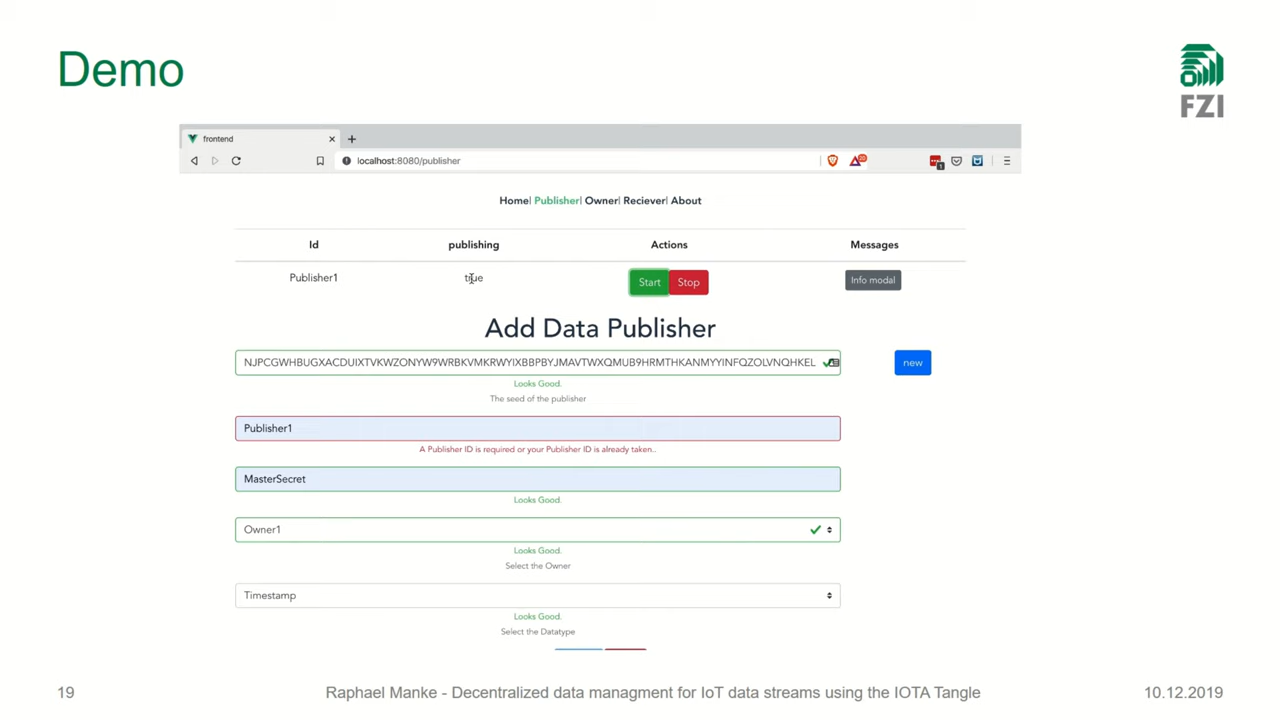 Demo
FZI
frontend
localhost:8080/publisher
Home| Publisher| Owner| Reciever| About
Id publishing Actions Messages
Publisher1 true Start Stop Info modal
Add Data Publisher
NJPCGWHBUGXACDUIXTVKWZONYW9WRBKVMKRWYIXBBPBYJMAVTWXQMUB9HRMTHKANMYYINFQZOLVNQHKEL new
Looks Good.
The seed of the publisher
Publisher1
A Publisher ID is required or your Publisher ID is already taken..
MasterSecret
Looks Good.
Owner1
Looks Good.
Select the Owner
Timestamp
Looks Good.
Select the Datatype
19 Raphael Manke - Decentralized data managment for IoT data streams using the IOTA Tangle 10.12.2019